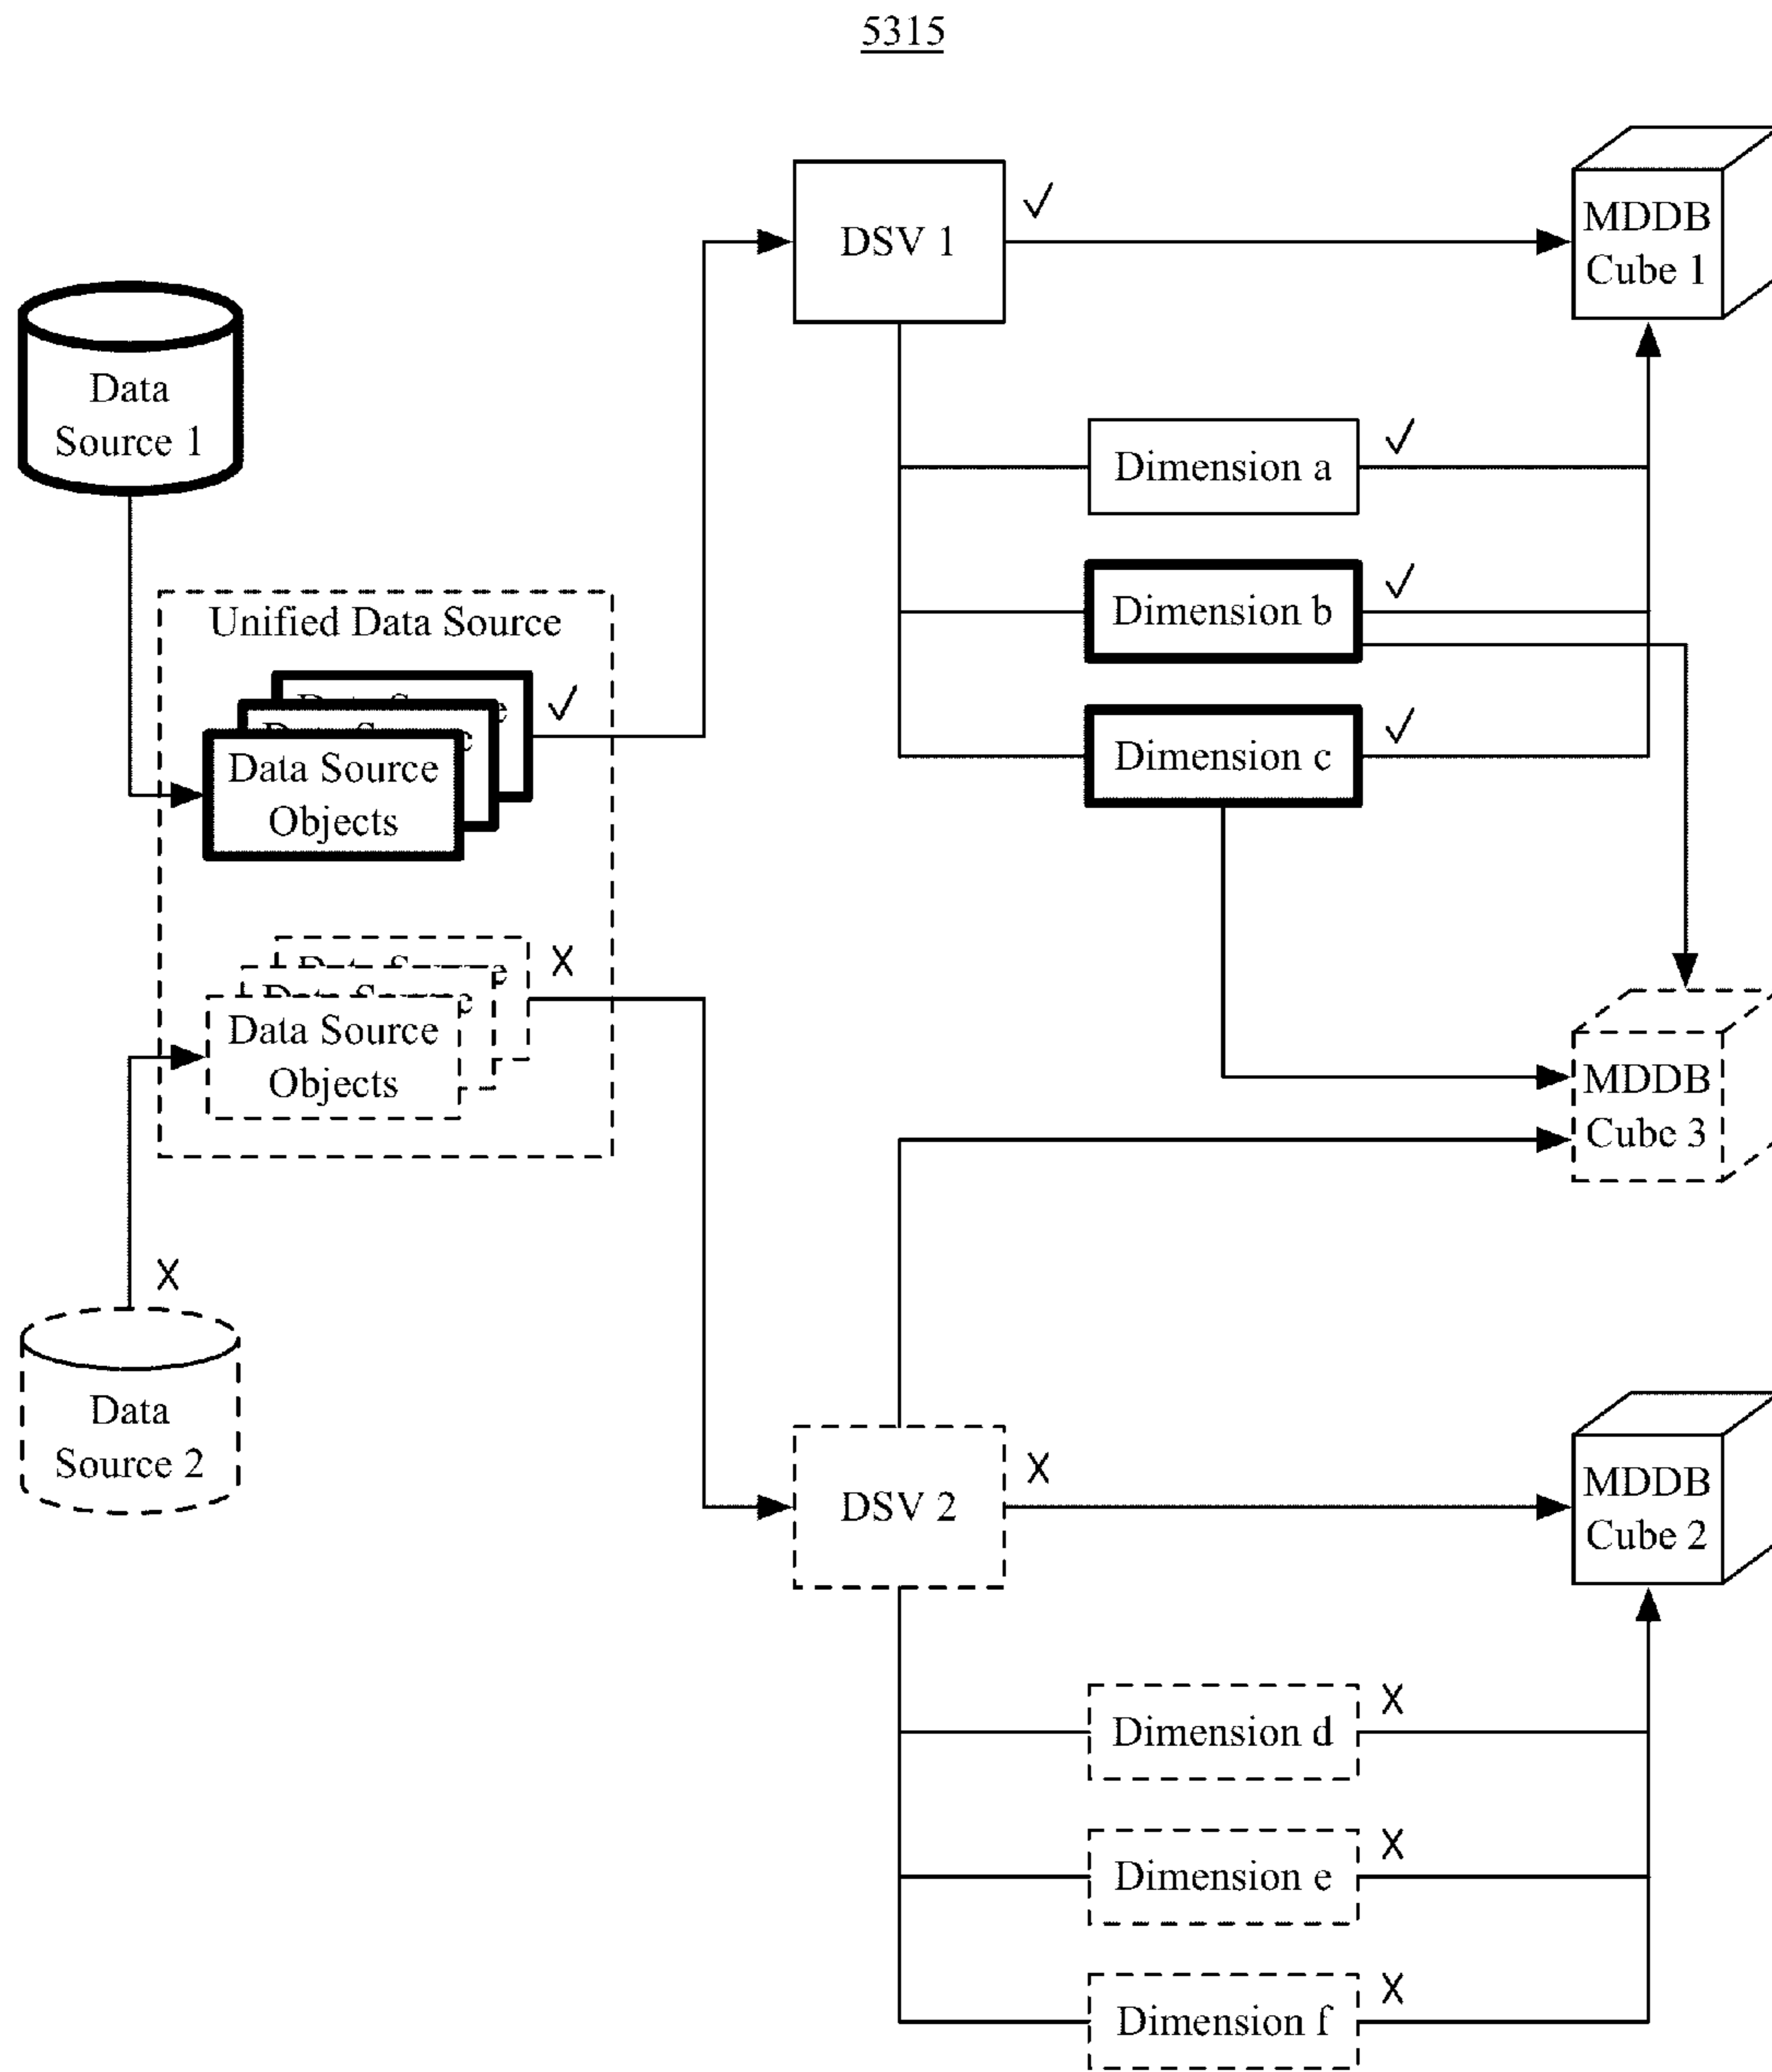 5315
DSV 1
✓
MDDB
Cube 1
Data
Source 1
Dimension a
✓
Dimension b
✓
Dimension c
✓
Unified Data Source
✓
Data Source
Objects
X
Data Source
Objects
MDDB
Cube 3
X
Data
Source 2
DSV 2
X
MDDB
Cube 2
Dimension d
X
Dimension e
X
Dimension f
X